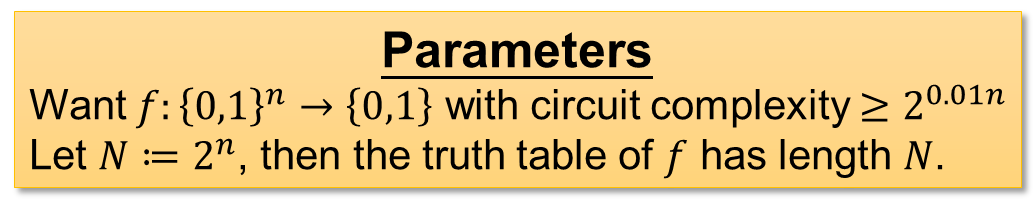 Parameters
Want 𝑓: {0,1}ⁿ → {0,1} with circuit complexity ≥ 2^{0.01𝑛}
Let 𝑁 ≔ 2ⁿ, then the truth table of 𝑓 has length 𝑁.